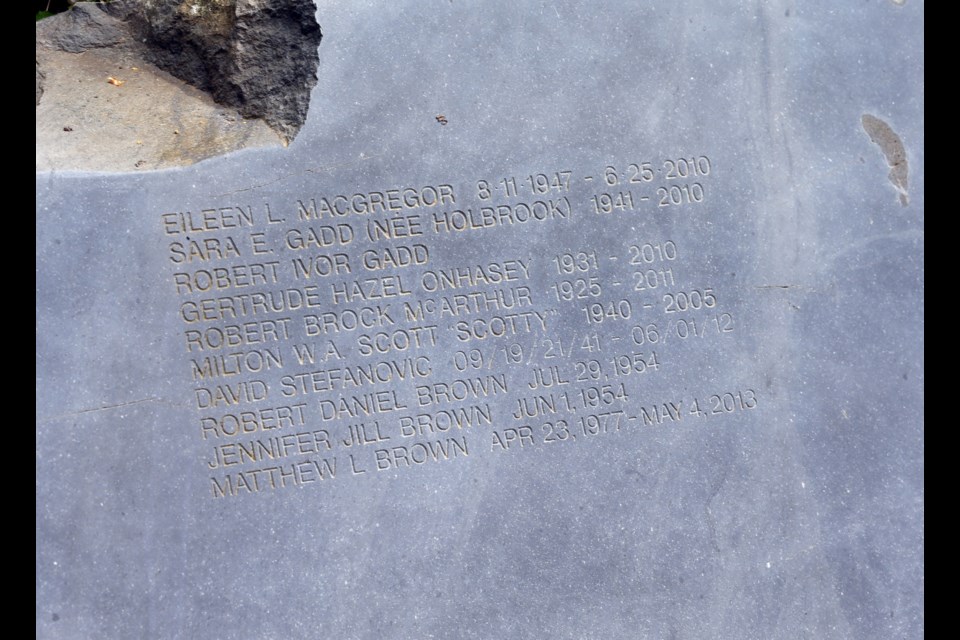 EILEEN L. MACGREGOR 8·11·1947 - 6·25·2010
SARA E. GADD (NÉE HOLBROOK) 1941 - 2010
ROBERT IVOR GADD
GERTRUDE HAZEL ONHASEY 1931 - 2010
ROBERT BROCK McARTHUR 1925 - 2011
MILTON W.A. SCOTT "SCOTTY" 1940 - 2005
DAVID STEFANOVIC 09/19/21/41 - 06/01/12
ROBERT DANIEL BROWN JUL 29, 1954
JENNIFER JILL BROWN JUN 1, 1954
MATTHEW L BROWN APR 23, 1977 - MAY 4, 2013